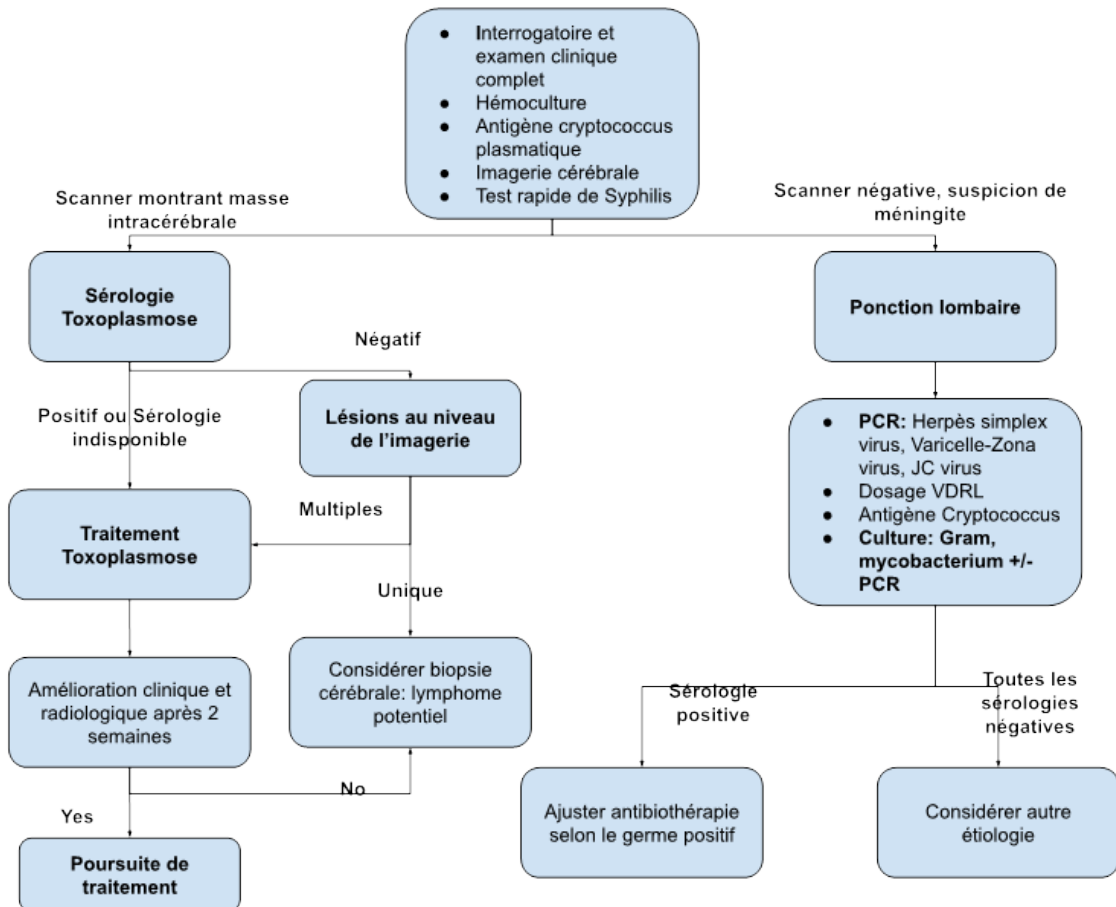 ● Interrogatoire et
examen clinique
complet
● Hémoculture
● Antigène cryptococcus
plasmatique
● Imagerie cérébrale
● Test rapide de Syphilis
Scanner montrant masse
intracérébrale
Scanner négative, suspicion de
méningite
Sérologie
Toxoplasmose
Ponction lombaire
Négatif
Positif ou Sérologie
indisponible
Lésions au niveau
de l'imagerie
● PCR: Herpès simplex
virus, Varicelle-Zona
virus, JC virus
● Dosage VDRL
● Antigène Cryptococcus
● Culture: Gram,
mycobacterium +/-
PCR
Multiples
Traitement
Toxoplasmose
Unique
Amélioration clinique et
radiologique après 2
semaines
Considérer biopsie
cérébrale: lymphome
potentiel
Sérologie
positive
Toutes les
sérologies
négatives
No
Yes
Ajuster antibiothérapie
selon le germe positif
Considérer autre
étiologie
Poursuite de
traitement